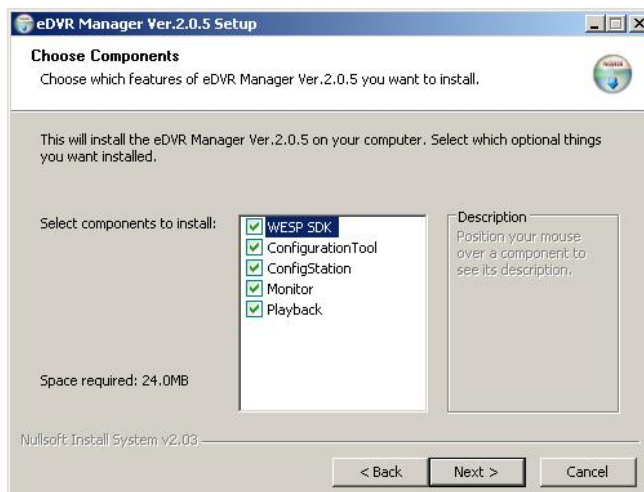 eDVR Manager Ver.2.0.5 Setup
Choose Components
Choose which features of eDVR Manager Ver.2.0.5 you want to install.
This will install the eDVR Manager Ver.2.0.5 on your computer. Select which optional things
you want installed.
Select components to install:
WESP SDK
ConfigurationTool
ConfigStation
Monitor
Playback
Description
Position your mouse
over a component to
see its description.
Space required: 24.0MB
Nullsoft Install System v2.03
< Back
Next >
Cancel